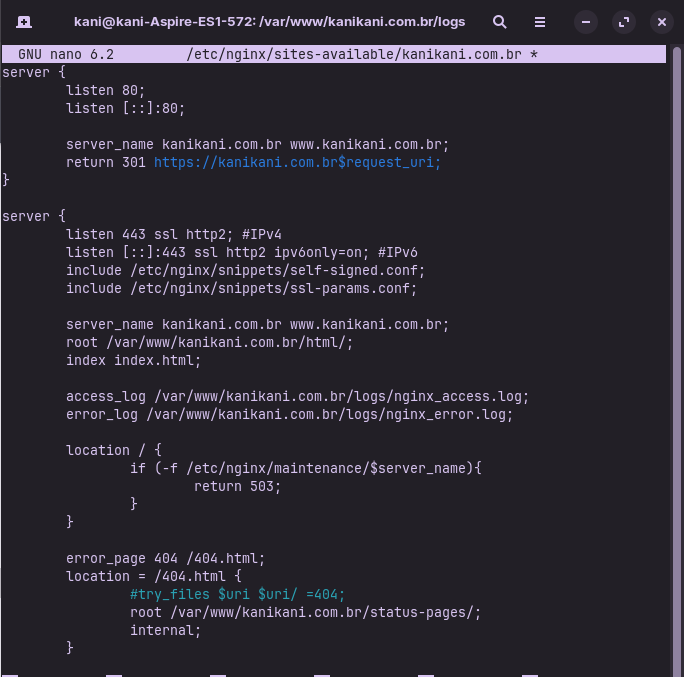 kani@kani-Aspire-ES1-572: /var/www/kanikani.com.br/logs
GNU nano 6.2 /etc/nginx/sites-available/kanikani.com.br *
server {
listen 80;
listen [::]:80;
server_name kanikani.com.br www.kanikani.com.br;
return 301 https://kanikani.com.br$request_uri;
}
server {
listen 443 ssl http2; #IPv4
listen [::]:443 ssl http2 ipv6only=on; #IPv6
include /etc/nginx/snippets/self-signed.conf;
include /etc/nginx/snippets/ssl-params.conf;
server_name kanikani.com.br www.kanikani.com.br;
root /var/www/kanikani.com.br/html/;
index index.html;
access_log /var/www/kanikani.com.br/logs/nginx_access.log;
error_log /var/www/kanikani.com.br/logs/nginx_error.log;
location / {
if (-f /etc/nginx/maintenance/$server_name){
return 503;
}
}
error_page 404 /404.html;
location = /404.html {
#try_files $uri $uri/ =404;
root /var/www/kanikani.com.br/status-pages/;
internal;
}